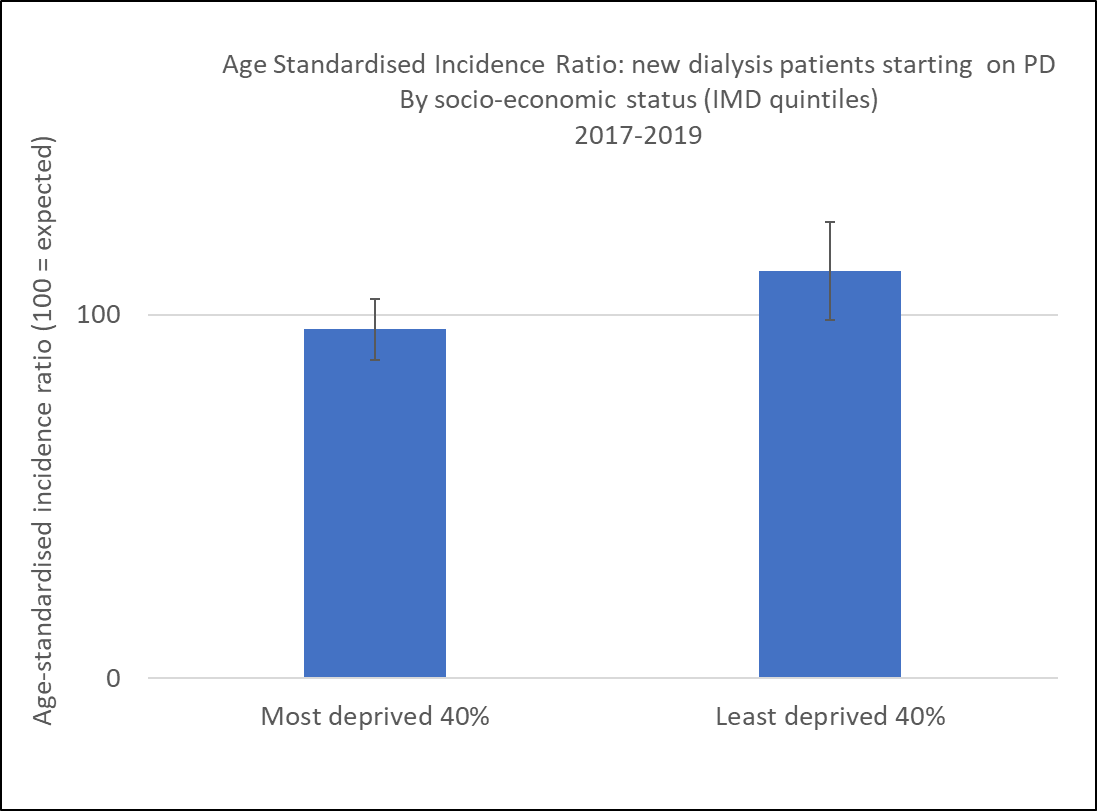 Age Standardised Incidence Ratio: new dialysis patients starting on PD
By socio-economic status (IMD quintiles)
2017-2019
Age-standardised incidence ratio (100 = expected)
100
0
Most deprived 40%
Least deprived 40%